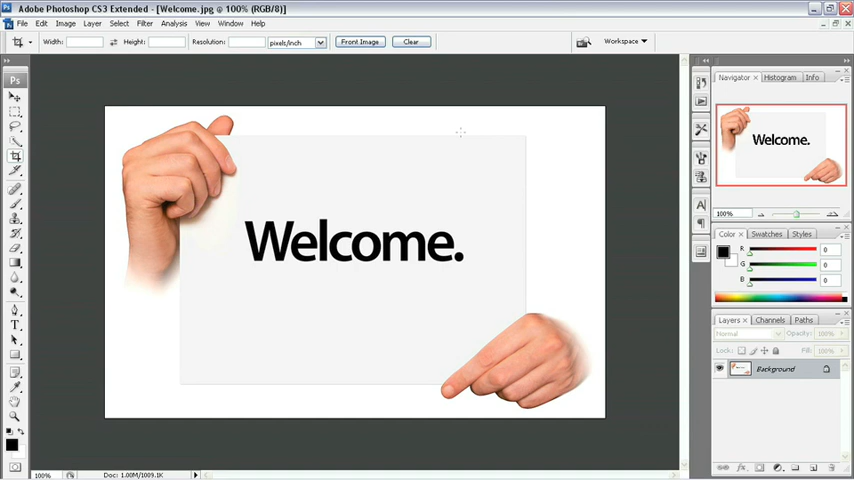 Adobe Photoshop CS3 Extended - [Welcome.jpg @ 100% (RGB/8)]
File Edit Image Layer Select Filter Analysis View Window Help
Width: Height: Resolution: pixels/inch Front Image Clear Workspace
Ps
Navigator Histogram Info
Welcome.
Welcome.
100%
Color Swatches Styles
R 0
G 0
B 0
Layers Channels Paths
Normal Opacity: 100%
Lock: Fill: 100%
Background
100% Doc: 1.00M/1009.1K